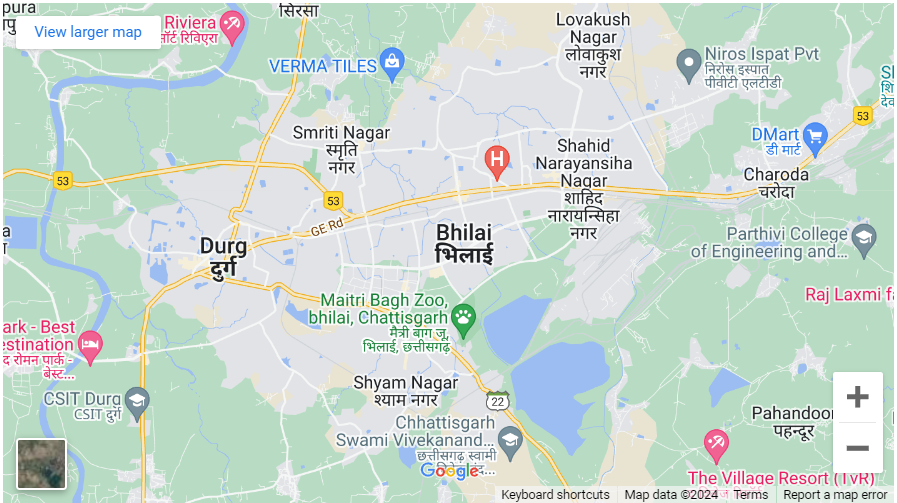 pura
पु
View larger map
Riviera
लॉर्ट रिविएरा
सिरसा
Lovakush
Nagar
लोवाकुश
नगर
VERMA TILES
Niros Ispat Pvt
निरोस इस्पात
पीवीटी एलटीडी
53
Smriti Nagar
स्मृति
नगर
H
Shahid
Narayansiha
Nagar
शाहिद
नारायन्सिहा
नगर
DMart
डी मार्ट
Charoda
चरोदा
53
53
GE Rd
Bhilai
भिलाई
Durg
दुर्ग
Parthivi College
of Engineering and...
Raj Laxmi fa
Maitri Bagh Zoo,
bhilai, Chattisgarh
मैत्री बाग जू,
भिलाई, छत्तीसगढ़
ark - Best
estination
द रोमन पार्क -
बेस्ट...
CSIT Durg
CSIT दुर्ग
Shyam Nagar
श्याम नगर
22
Chhattisgarh
Swami Vivekanand...
छत्तीसगढ़ स्वामी
Pahandoor
पहन्दूर
The Village Resort (TvR)
Google
Keyboard shortcuts
Map data ©2024
Terms
Report a map error